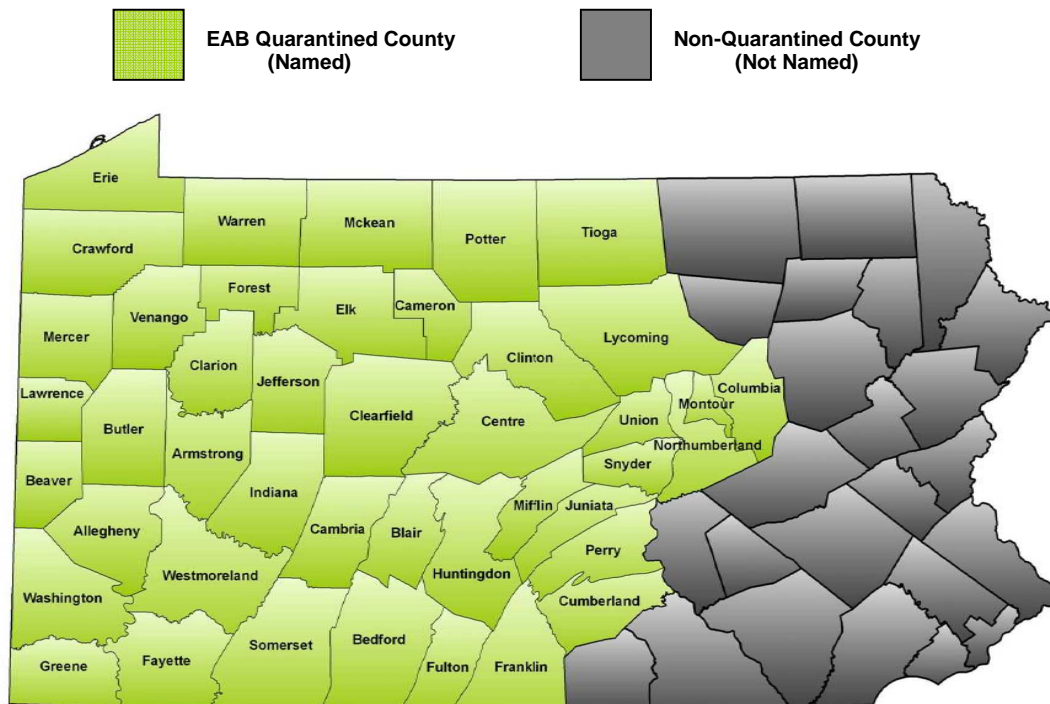 EAB Quarantined County
(Named)
Non-Quarantined County
(Not Named)
Erie
Warren
Mckean
Potter
Tioga
Crawford
Forest
Cameron
Elk
Venango
Mercer
Lycoming
Clinton
Clarion
Jefferson
Columbia
Lawrence
Montour
Clearfield
Centre
Union
Butler
Northumberland
Armstrong
Snyder
Beaver
Indiana
Mifflin
Juniata
Allegheny
Cambria
Blair
Perry
Westmoreland
Huntingdon
Washington
Cumberland
Somerset
Bedford
Fayette
Greene
Fulton
Franklin